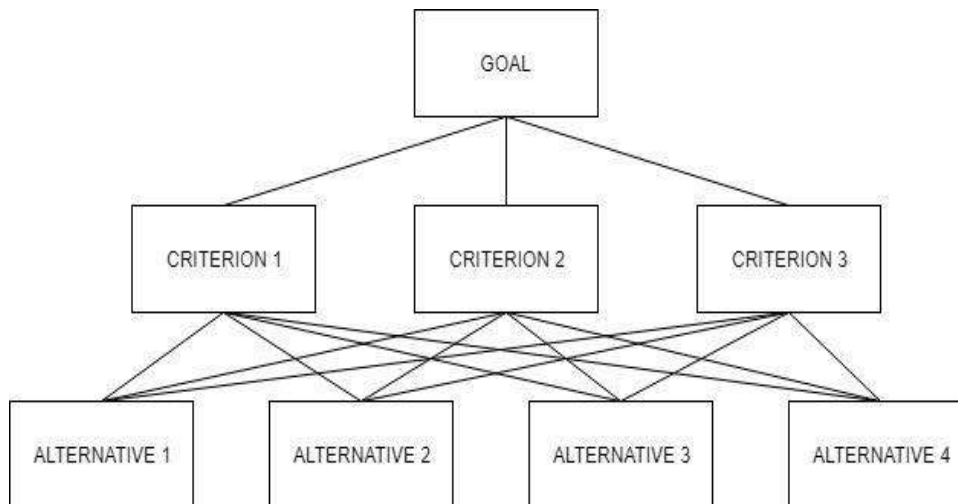 GOAL
CRITERION 1
CRITERION 2
CRITERION 3
ALTERNATIVE 1
ALTERNATIVE 2
ALTERNATIVE 3
ALTERNATIVE 4